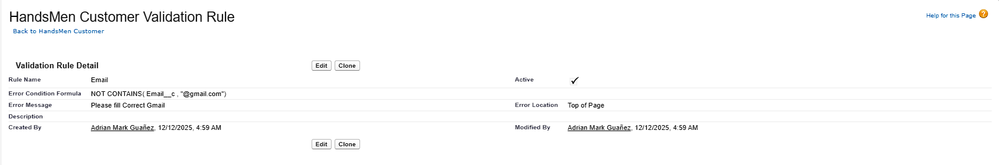 HandsMen Customer Validation Rule
Help for this Page ?
Back to HandsMen Customer
Validation Rule Detail Edit Clone
Rule Name Email Active
Error Condition Formula NOT CONTAINS( Email__c , "@gmail.com")
Error Message Please fill Correct Gmail Error Location Top of Page
Description
Created By Adrian Mark Guañez, 12/12/2025, 4:59 AM Modified By Adrian Mark Guañez, 12/12/2025, 4:59 AM
Edit Clone